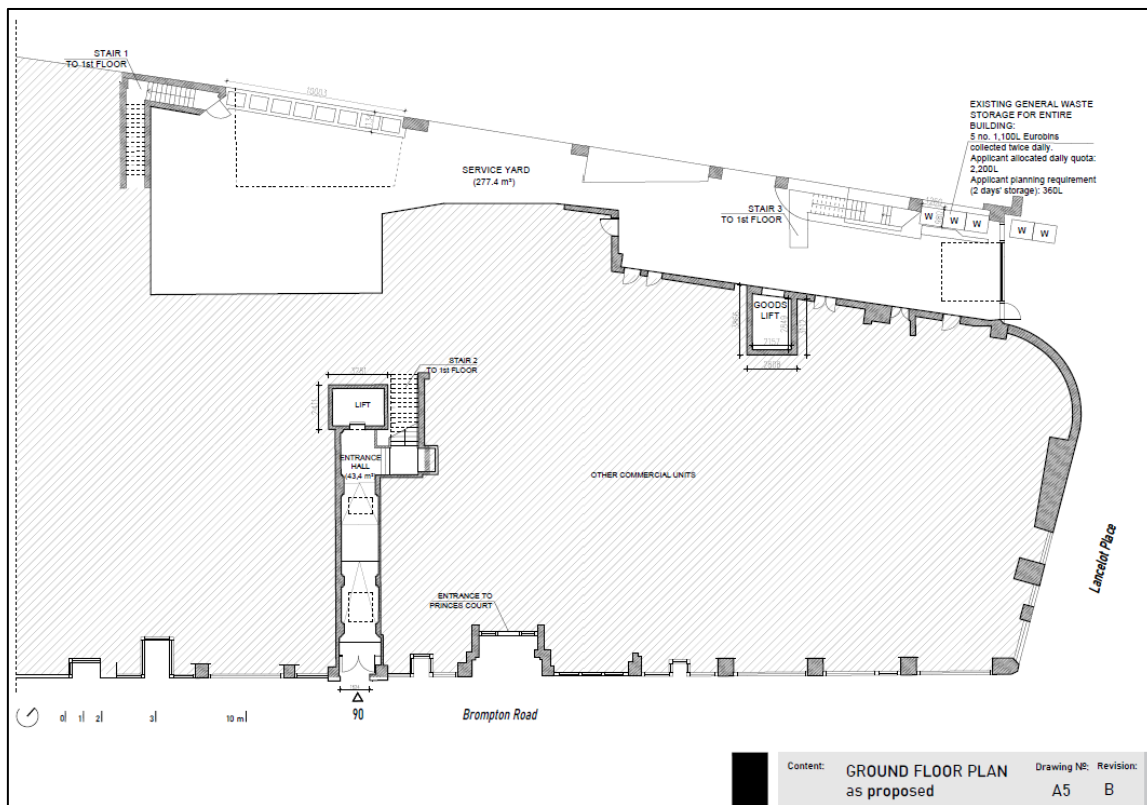 STAIR 1
TO 1st FLOOR
10003
EXISTING GENERAL WASTE
STORAGE FOR ENTIRE
BUILDING:
5 no. 1,100L Eurobins
collected twice daily.
Applicant allocated daily quota:
2,200L
Applicant planning requirement
(2 days' storage): 360L
SERVICE YARD
(277.4 m²)
STAIR 3
TO 1st FLOOR
W W W W W
GOODS
LIFT
STAIR 2
TO 1st FLOOR
LIFT
2411
ENTRANCE
HALL
(43,4 m²)
OTHER COMMERCIAL UNITS
Lancelot Place
ENTRANCE TO
PRINCES COURT
0 1 2 3 10 m
90
Brompton Road
Content: GROUND FLOOR PLAN
as proposed
Drawing Nº: A5
Revision: B